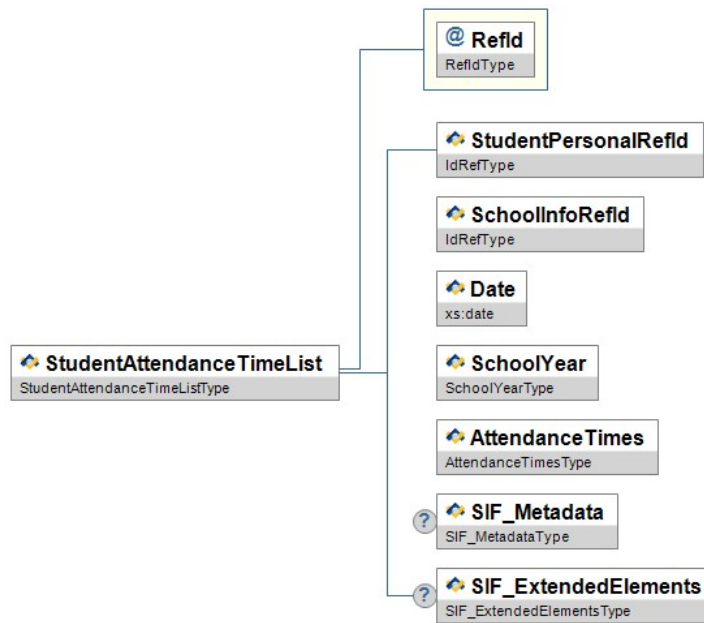 @ RefId
RefIdType
StudentPersonalRefId
IdRefType
SchoolInfoRefId
IdRefType
Date
xs:date
StudentAttendanceTimeList
StudentAttendanceTimeListType
SchoolYear
SchoolYearType
AttendanceTimes
AttendanceTimesType
? SIF_Metadata
SIF_MetadataType
? SIF_ExtendedElements
SIF_ExtendedElementsType